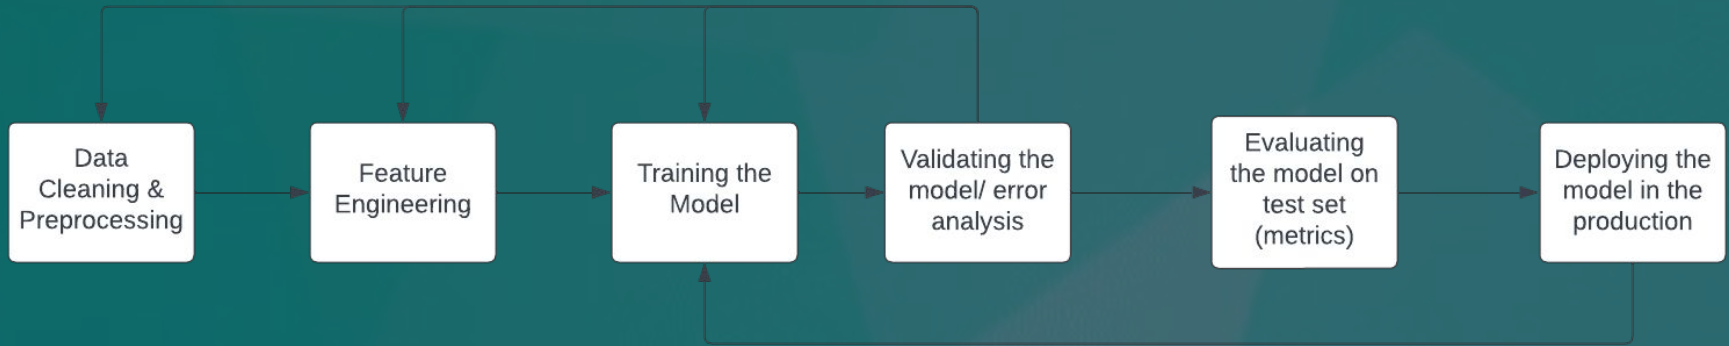 Data
Cleaning &
Preprocessing
Feature
Engineering
Training the
Model
Validating the
model/ error
analysis
Evaluating
the model on
test set
(metrics)
Deploying the
model in the
production